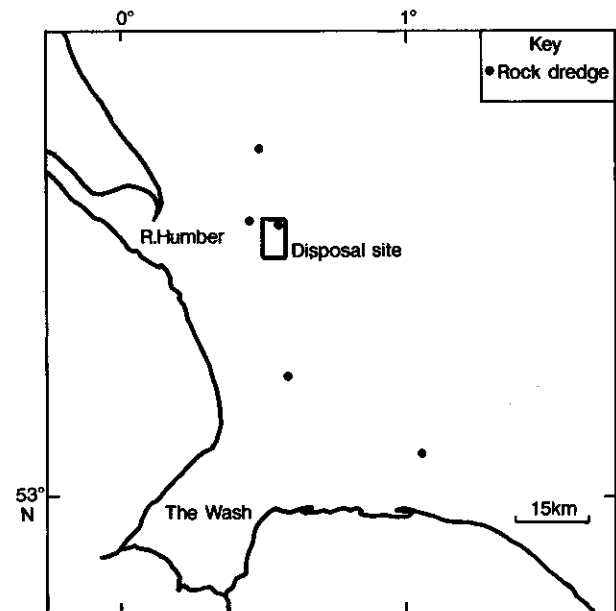 0°
1°
Key
Rock dredge
R.Humber
Disposal site
53°
N
The Wash
15km